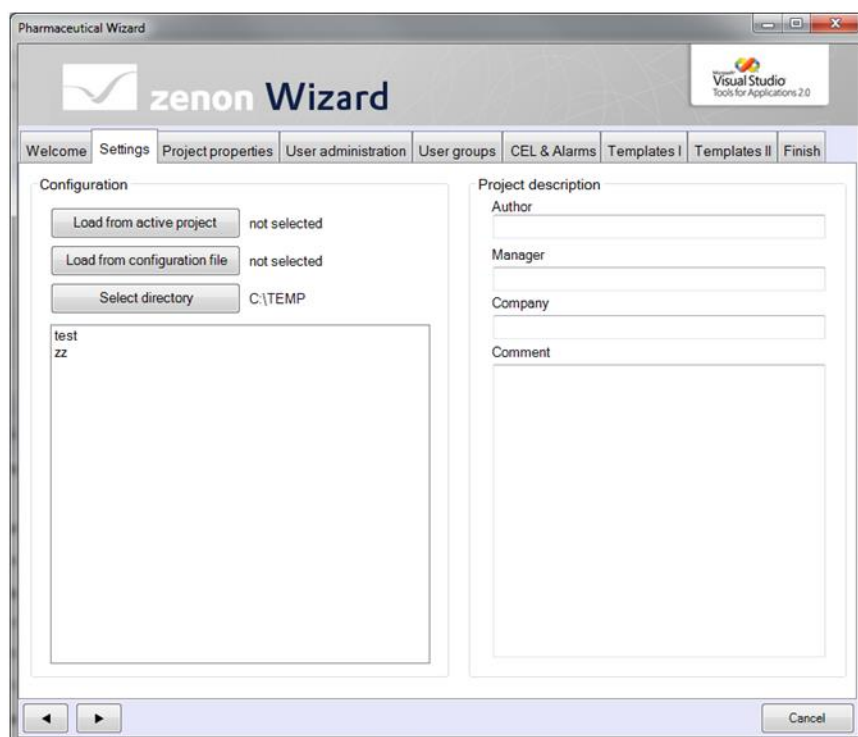 Pharmaceutical Wizard
zenon Wizard
Microsoft
Visual Studio
Tools for Applications 2.0
Welcome Settings Project properties User administration User groups CEL & Alarms Templates I Templates II Finish
Configuration
Load from active project not selected
Load from configuration file not selected
Select directory C:\TEMP
test
zz
Project description
Author
Manager
Company
Comment
Cancel